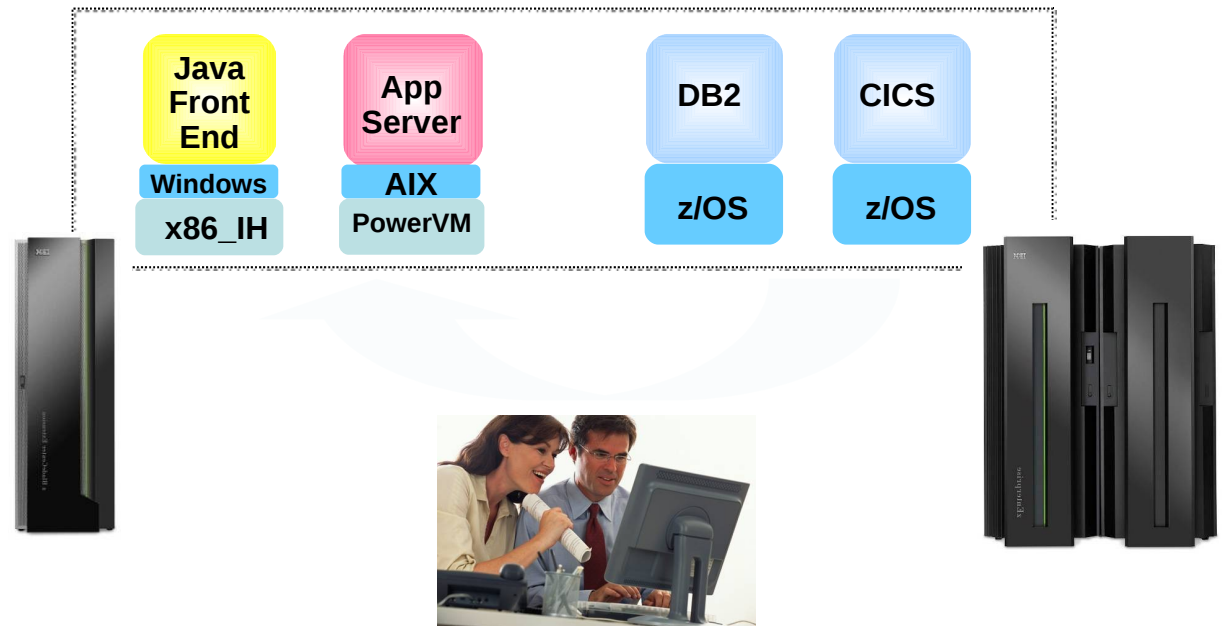 Java
Front
End
App
Server
DB2
CICS
Windows
AIX
z/OS
z/OS
x86_IH
PowerVM